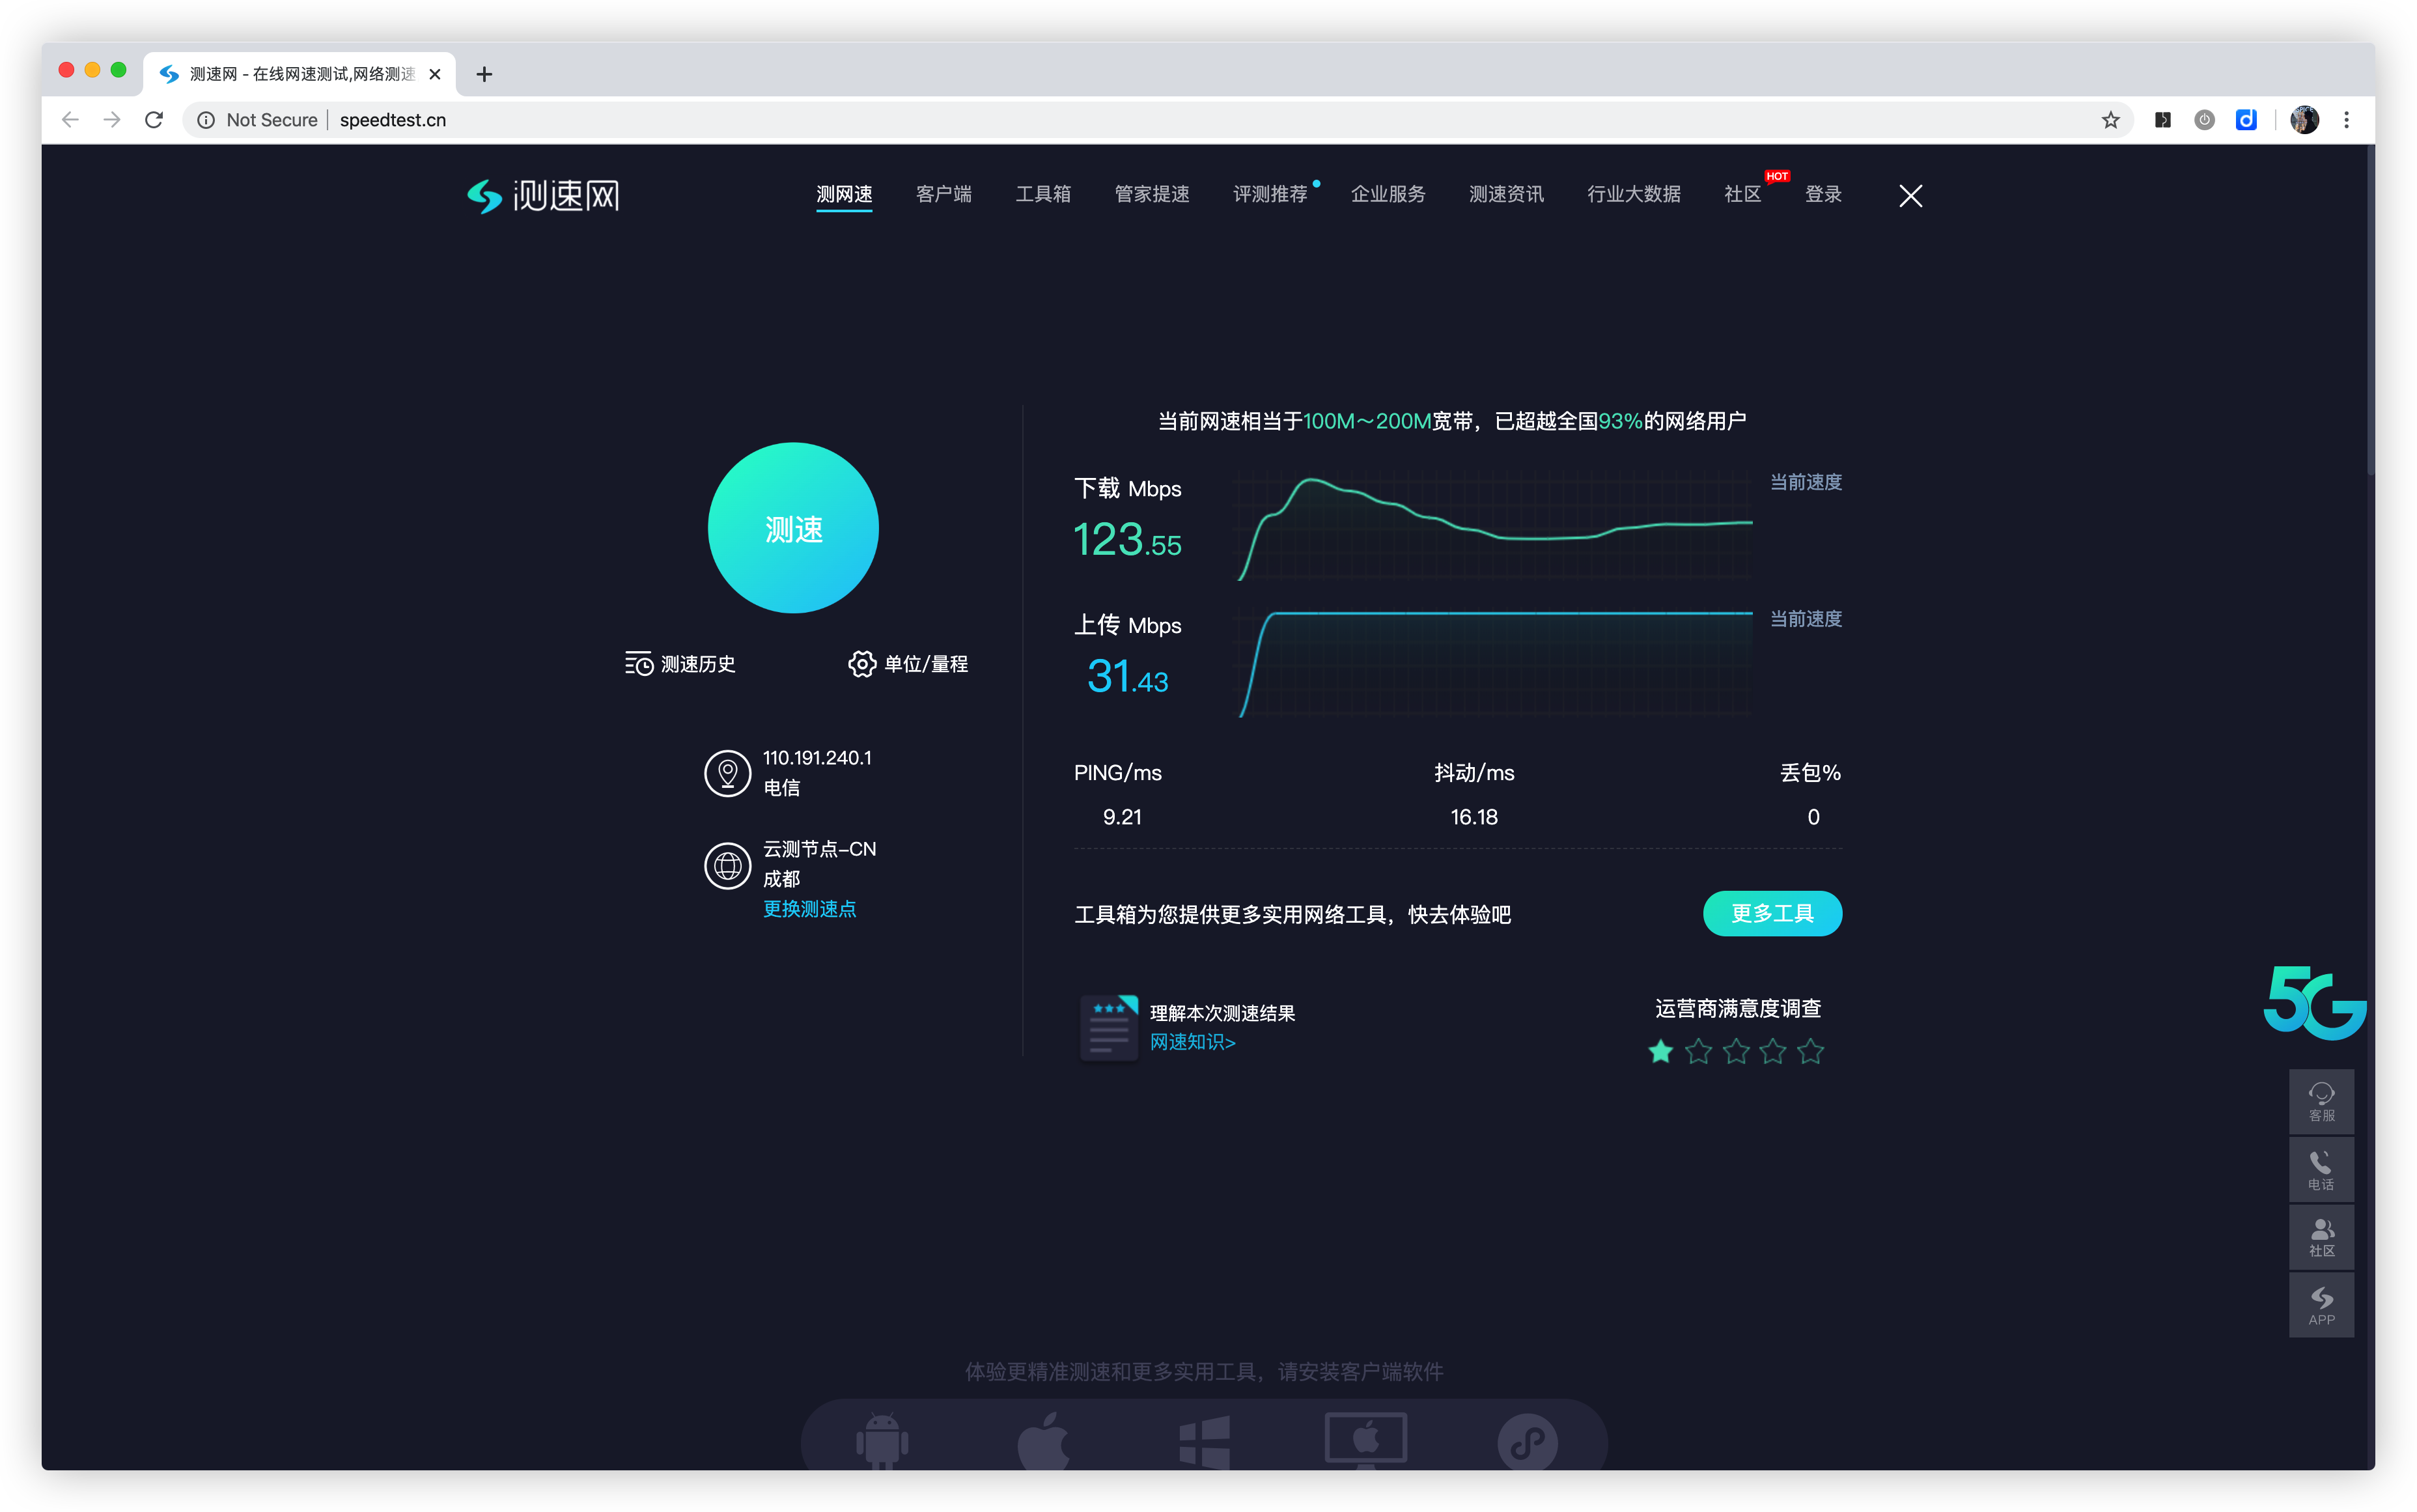 测速网 - 在线网速测试,网络测速
Not Secure | speedtest.cn
测速网
测网速 客户端 工具箱 管家提速 评测推荐 企业服务 测速资讯 行业大数据 社区 HOT 登录
当前网速相当于100M～200M宽带，已超越全国93%的网络用户
测速
下载 Mbps
123.55
当前速度
上传 Mbps
31.43
当前速度
测速历史 单位/量程
110.191.240.1
电信
云测节点-CN
成都
更换测速点
PING/ms 抖动/ms 丢包%
9.21 16.18 0
工具箱为您提供更多实用网络工具，快去体验吧
更多工具
理解本次测速结果
网速知识>
运营商满意度调查
5G
客服
电话
社区
APP
体验更精准测速和更多实用工具，请安装客户端软件